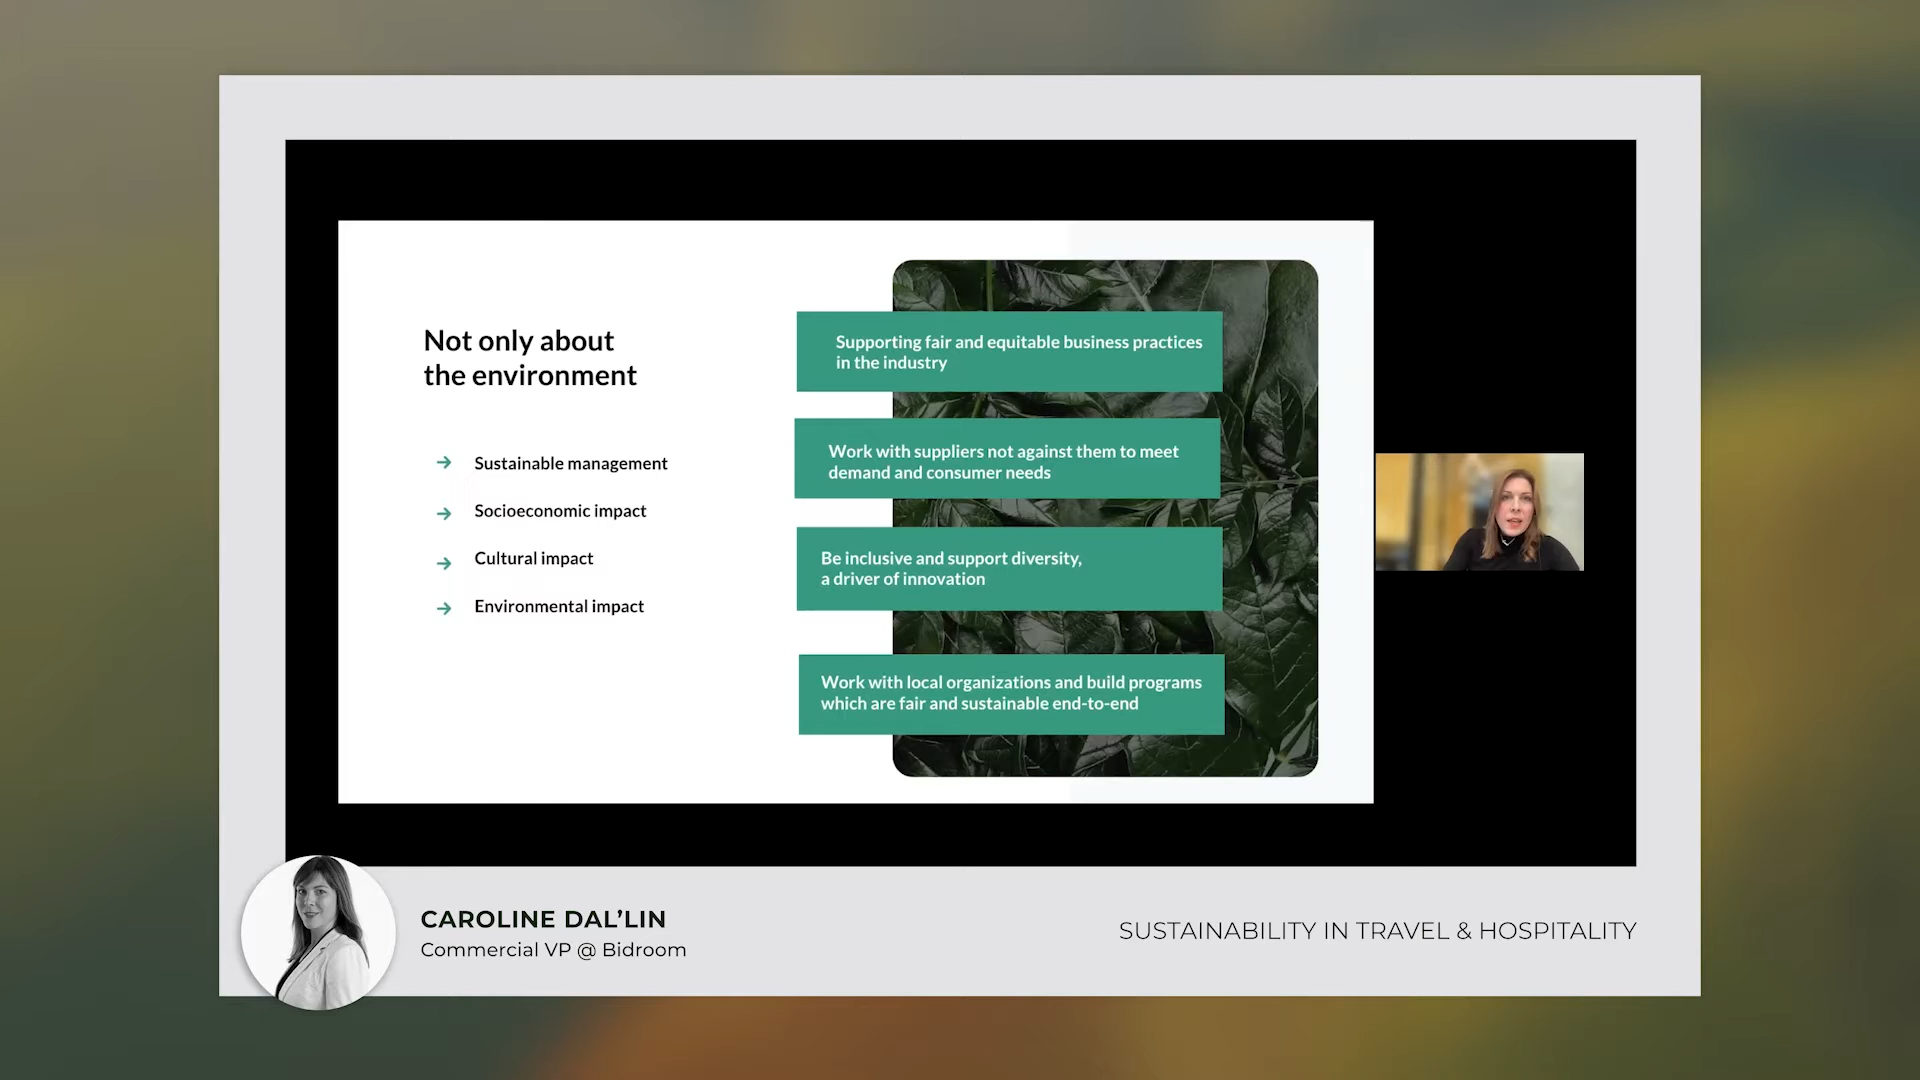 Not only about
the environment
Sustainable management
Socioeconomic impact
Cultural impact
Environmental impact
Supporting fair and equitable business practices
in the industry
Work with suppliers not against them to meet
demand and consumer needs
Be inclusive and support diversity,
a driver of innovation
Work with local organizations and build programs
which are fair and sustainable end-to-end
CAROLINE DAL’LIN
Commercial VP @ Bidroom
SUSTAINABILITY IN TRAVEL & HOSPITALITY